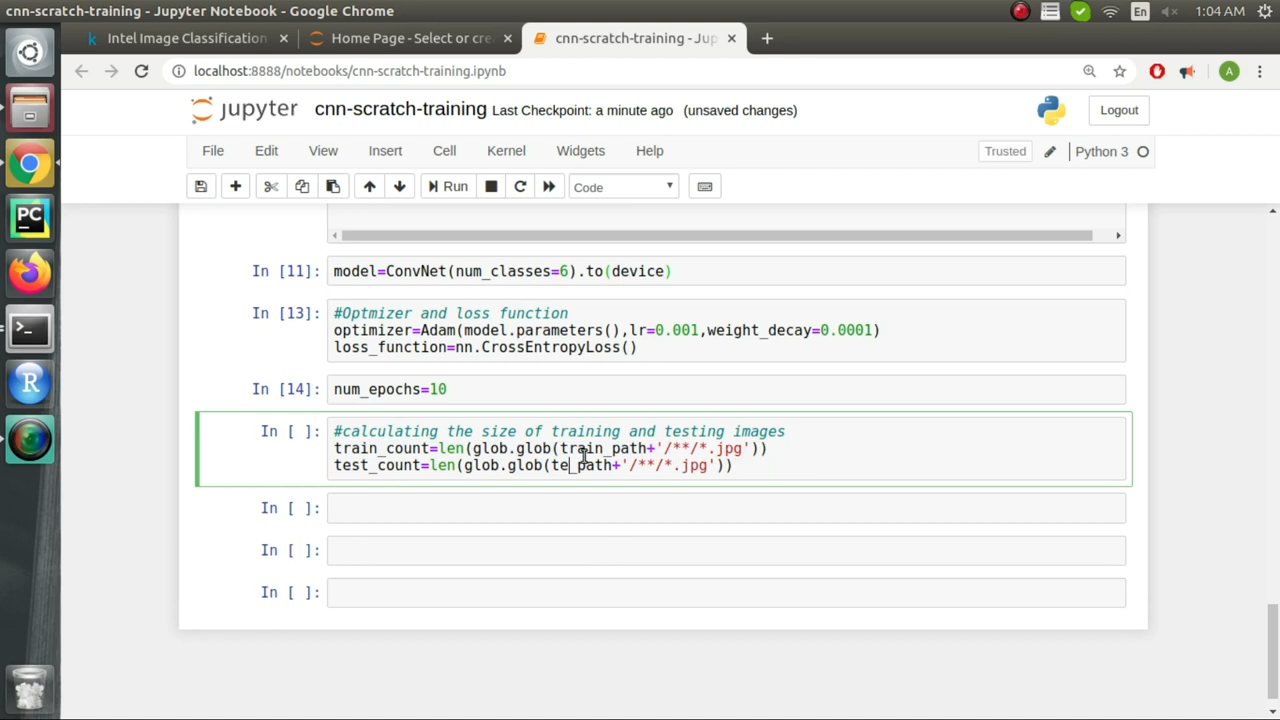 cnn-scratch-training - Jupyter Notebook - Google Chrome
En
1:04 AM
Intel Image Classification
Home Page - Select or cre
cnn-scratch-training - Jup
localhost:8888/notebooks/cnn-scratch-training.ipynb
A
jupyter
cnn-scratch-training Last Checkpoint: a minute ago (unsaved changes)
Logout
File Edit View Insert Cell Kernel Widgets Help
Trusted
Python 3
Run
Code
PC
R
In [11]: model=ConvNet(num_classes=6).to(device)
In [13]: #Optmizer and loss function
optimizer=Adam(model.parameters(),lr=0.001,weight_decay=0.0001)
loss_function=nn.CrossEntropyLoss()
In [14]: num_epochs=10
In [ ]: #calculating the size of training and testing images
train_count=len(glob.glob(train_path+'/**/*.jpg'))
test_count=len(glob.glob(te_path+'/**/*.jpg'))
In [ ]:
In [ ]:
In [ ]: